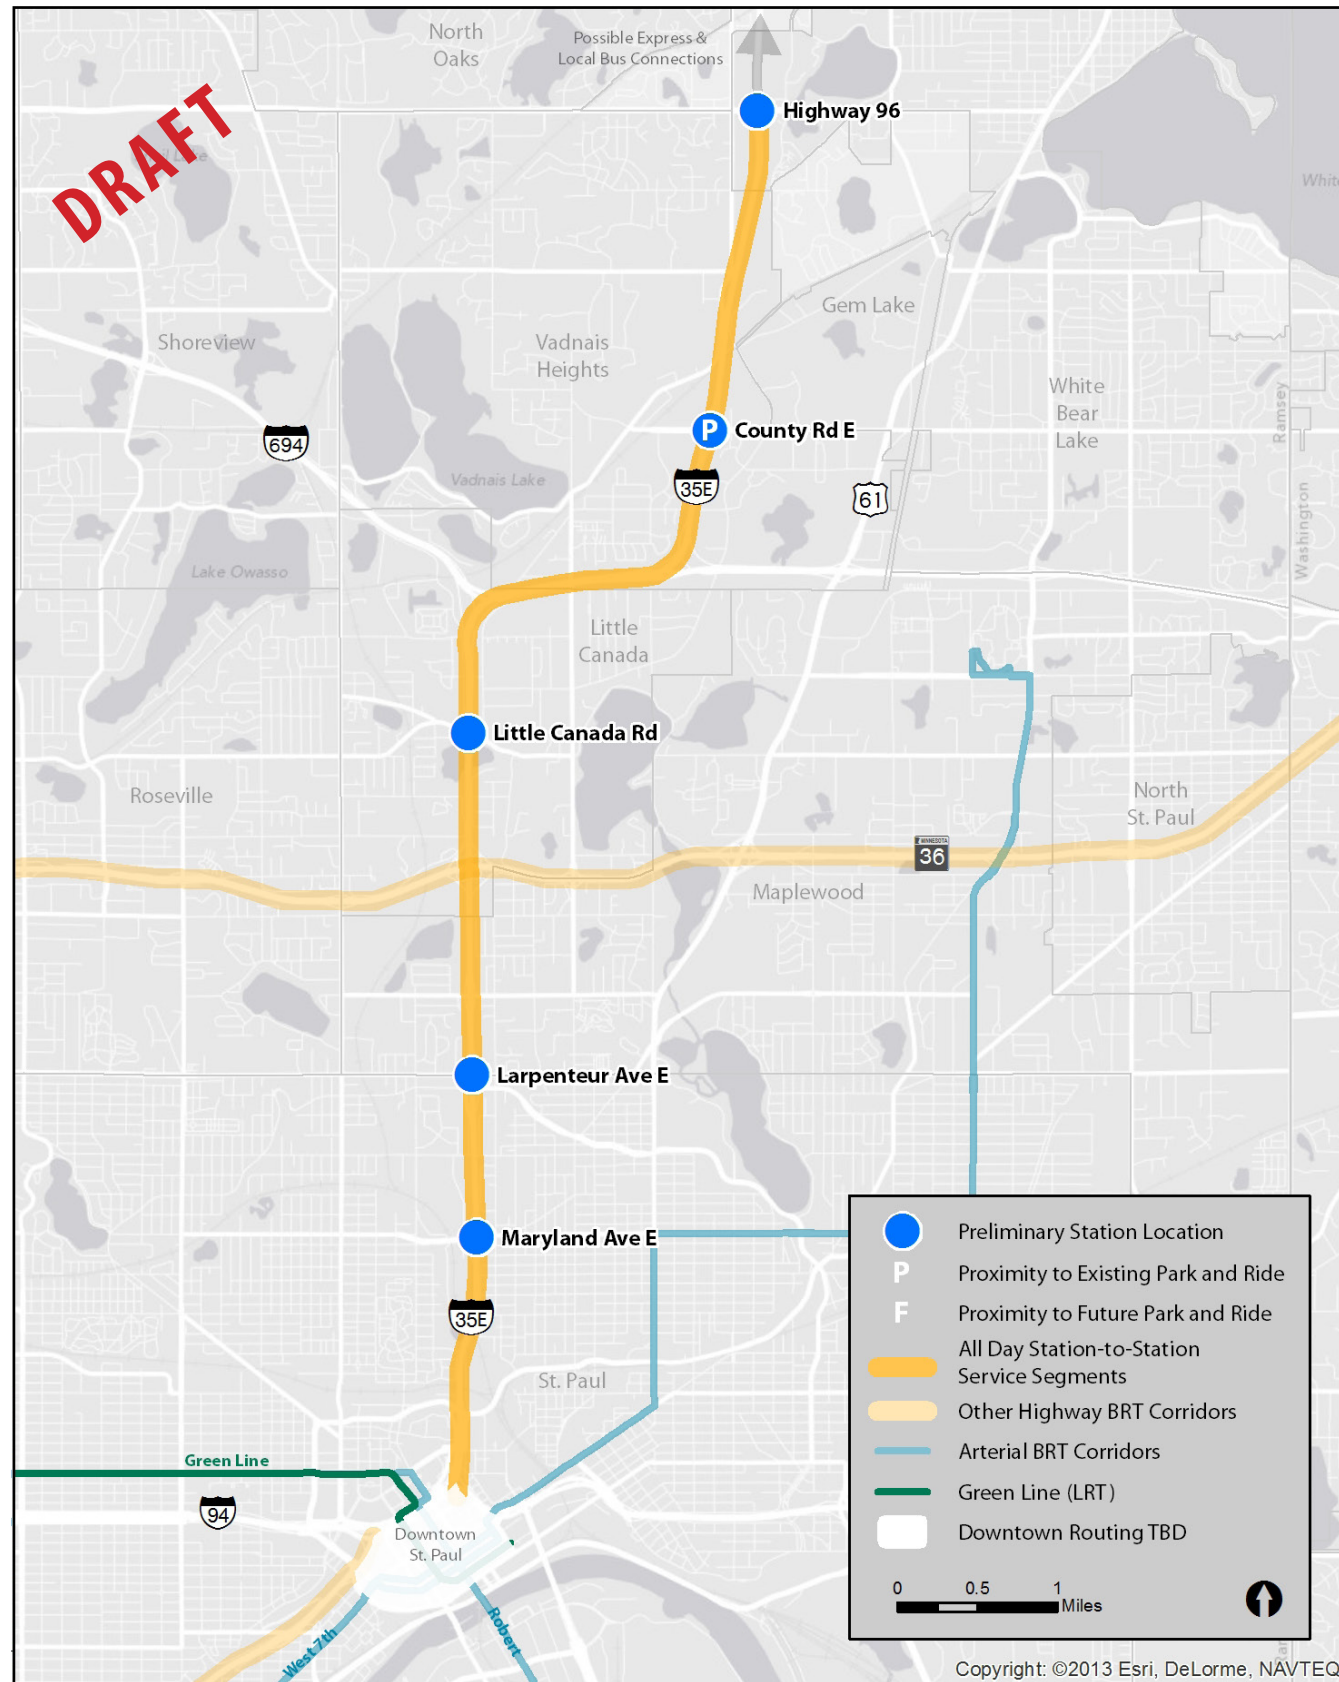 North
Oaks
Possible Express &
Local Bus Connections
Highway 96
DRAFT
White
Gem Lake
Shoreview
Vadnais
Heights
White
Bear
Lake
Ramsey
Washington
694
P County Rd E
Vadnais Lake
35E
61
Lake Owasso
Little
Canada
Little Canada Rd
Roseville
North
St. Paul
MINNESOTA
36
Maplewood
Larpenteur Ave E
Maryland Ave E
35E
St. Paul
Green Line
94
Downtown
St. Paul
West 7th
Robert
Preliminary Station Location
P Proximity to Existing Park and Ride
F Proximity to Future Park and Ride
All Day Station-to-Station
Service Segments
Other Highway BRT Corridors
Arterial BRT Corridors
Green Line (LRT)
Downtown Routing TBD
0 0.5 1
Miles
Copyright: ©2013 Esri, DeLorme, NAVTEQ